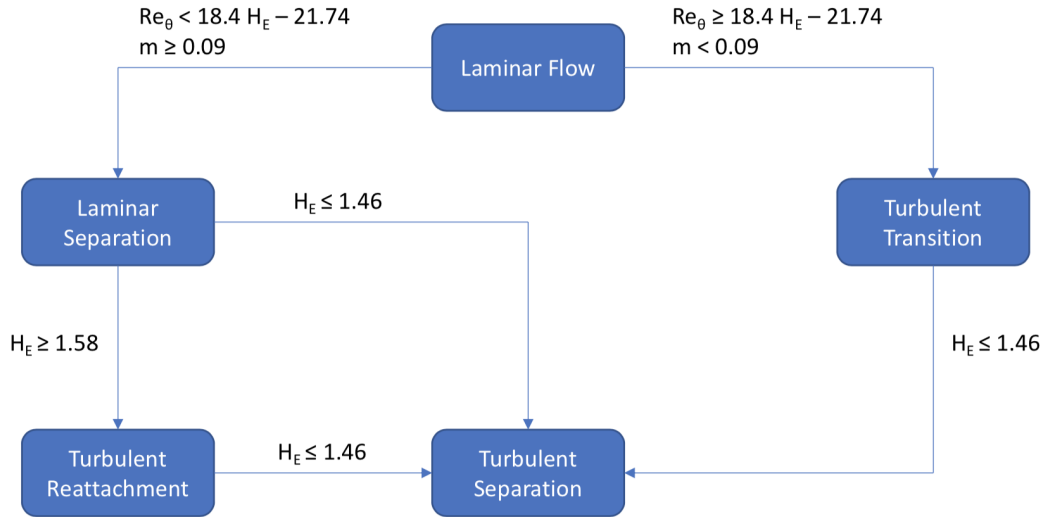 Re_θ < 18.4 H_E – 21.74
m ≥ 0.09
Laminar Flow
Re_θ ≥ 18.4 H_E – 21.74
m < 0.09
Laminar
Separation
H_E ≤ 1.46
Turbulent
Transition
H_E ≥ 1.58
H_E ≤ 1.46
Turbulent
Reattachment
H_E ≤ 1.46
Turbulent
Separation